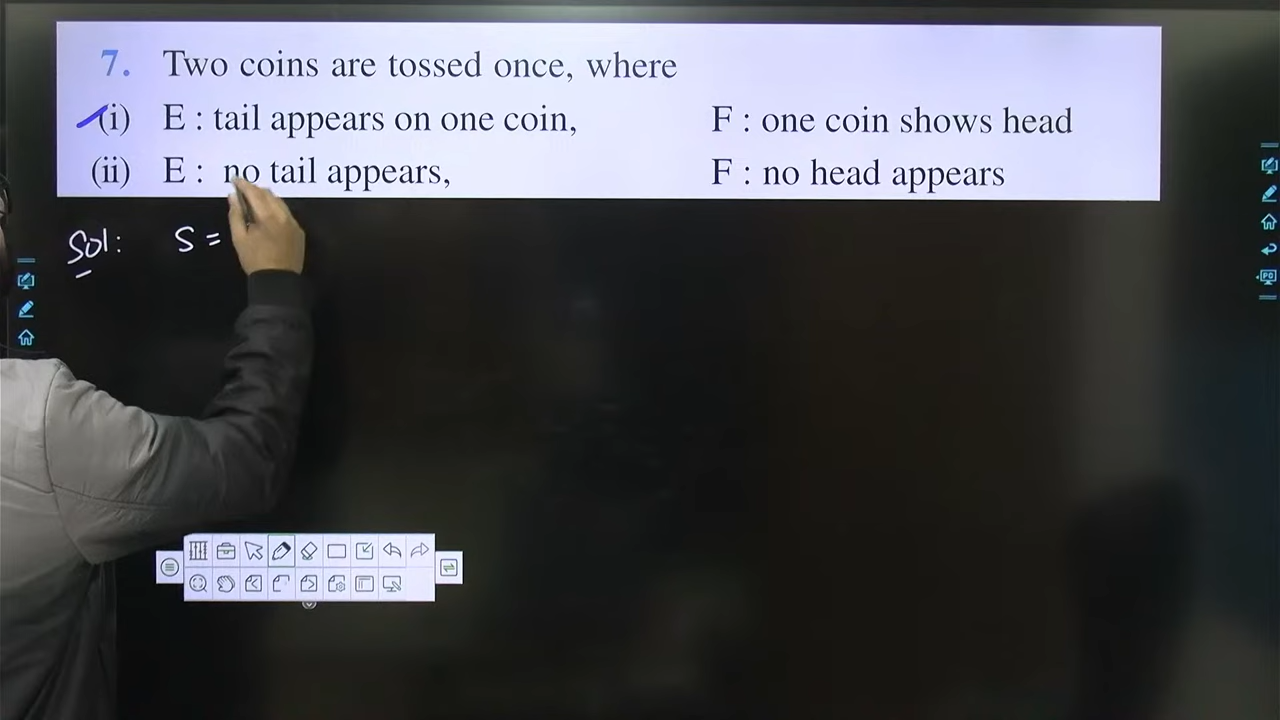 7. Two coins are tossed once, where
(i) E : tail appears on one coin, F : one coin shows head
(ii) E : no tail appears, F : no head appears
Sol: S =